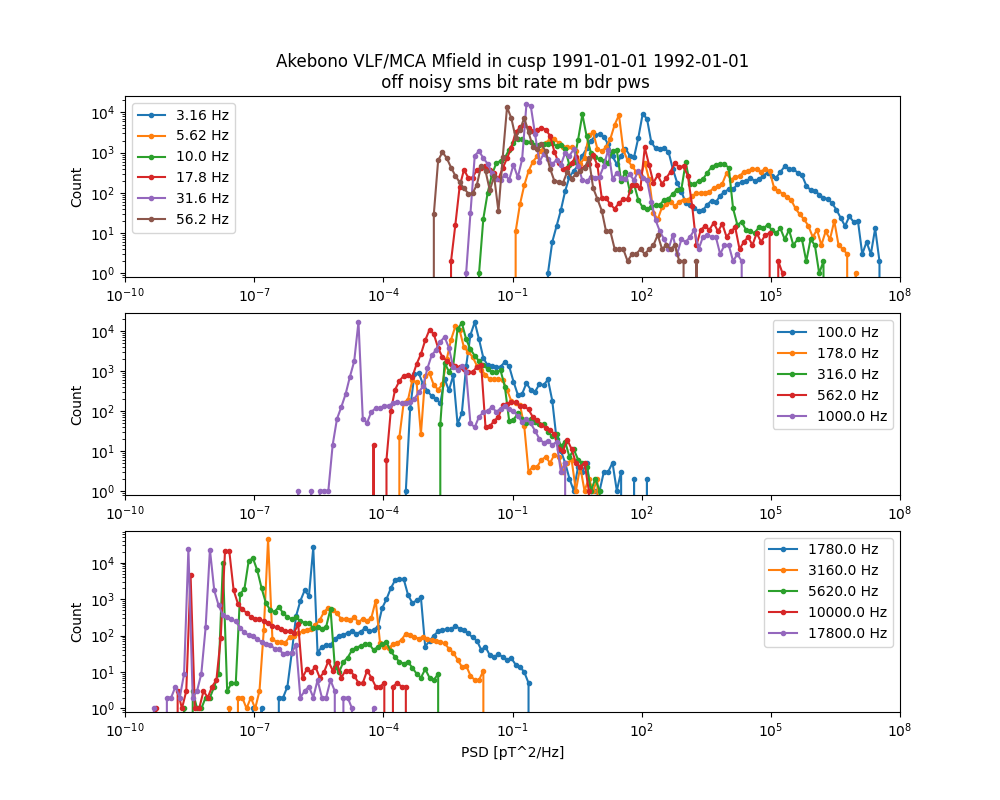 Akebono VLF/MCA Mfield in cusp 1991-01-01 1992-01-01
off noisy sms bit rate m bdr pws
Count
10^4
10^3
10^2
10^1
10^0
3.16 Hz
5.62 Hz
10.0 Hz
17.8 Hz
31.6 Hz
56.2 Hz
10^-10 10^-7 10^-4 10^-1 10^2 10^5 10^8
Count
10^4
10^3
10^2
10^1
10^0
100.0 Hz
178.0 Hz
316.0 Hz
562.0 Hz
1000.0 Hz
10^-10 10^-7 10^-4 10^-1 10^2 10^5 10^8
Count
10^4
10^3
10^2
10^1
10^0
1780.0 Hz
3160.0 Hz
5620.0 Hz
10000.0 Hz
17800.0 Hz
10^-10 10^-7 10^-4 10^-1 10^2 10^5 10^8
PSD [pT^2/Hz]